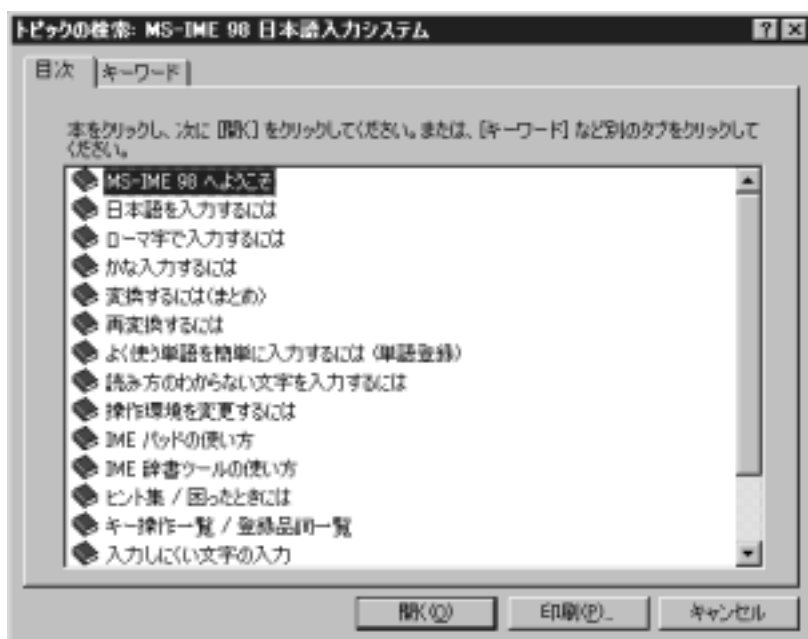 トピックの検索: MS-IME 98 日本語入力システム
目次
キーワード
本をクリックし、次に [開く] をクリックしてください。または、[キーワード] など別のタブをクリックして
ください。
MS-IME 98 へようこそ
日本語を入力するには
ローマ字で入力するには
かな入力するには
変換するには(まとめ)
再変換するには
よく使う単語を簡単に入力するには (単語登録)
読み方のわからない文字を入力するには
操作環境を変更するには
IME パッドの使い方
IME 辞書ツールの使い方
ヒント集 / 困ったときには
キー操作一覧 / 登録品詞一覧
入力しにくい文字の入力
開く(O)
印刷(P)...
キャンセル